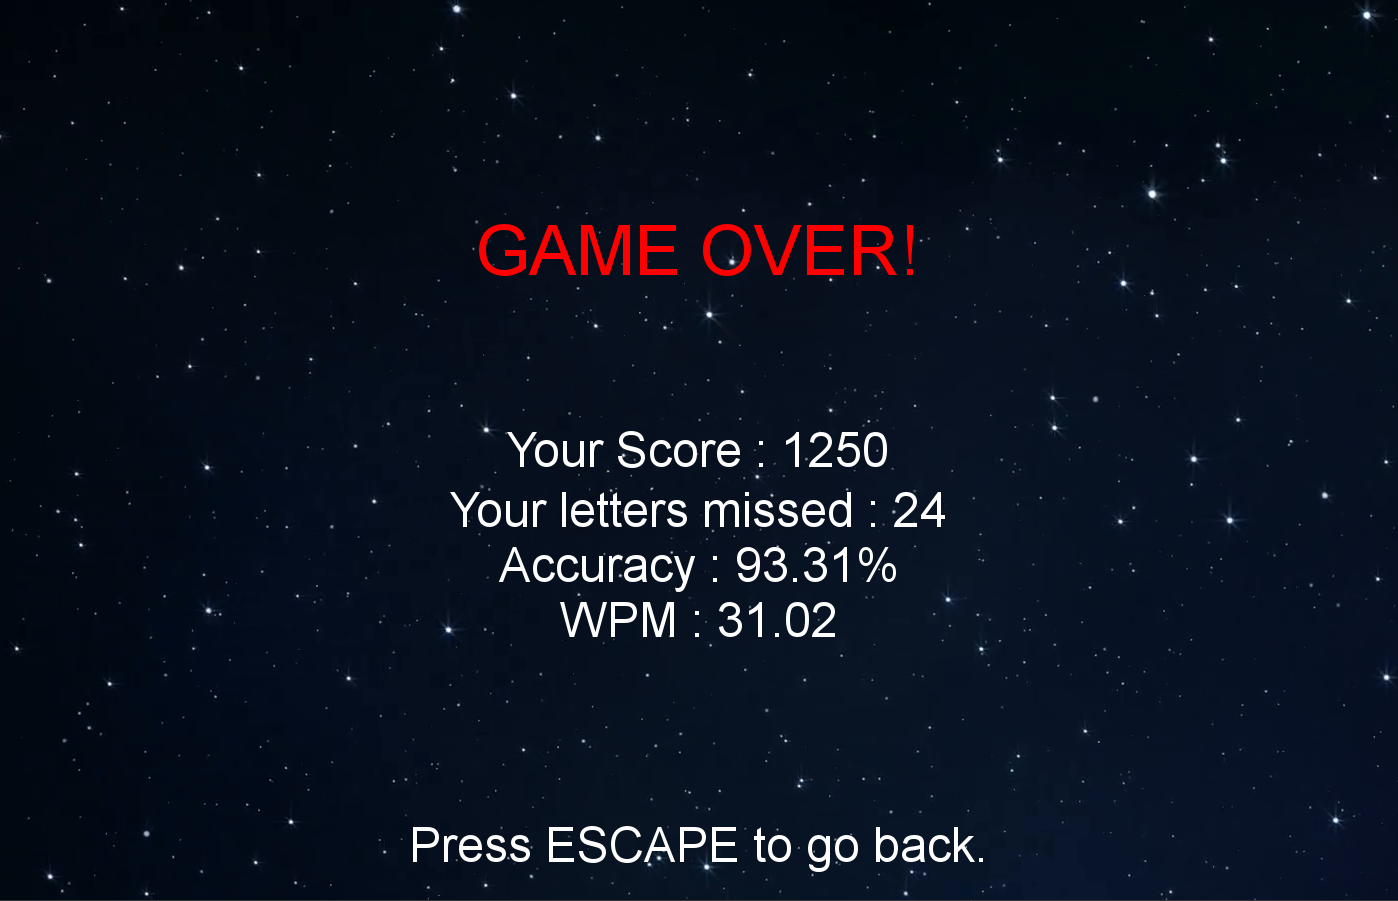 GAME OVER!
Your Score : 1250
Your letters missed : 24
Accuracy : 93.31%
WPM : 31.02
Press ESCAPE to go back.